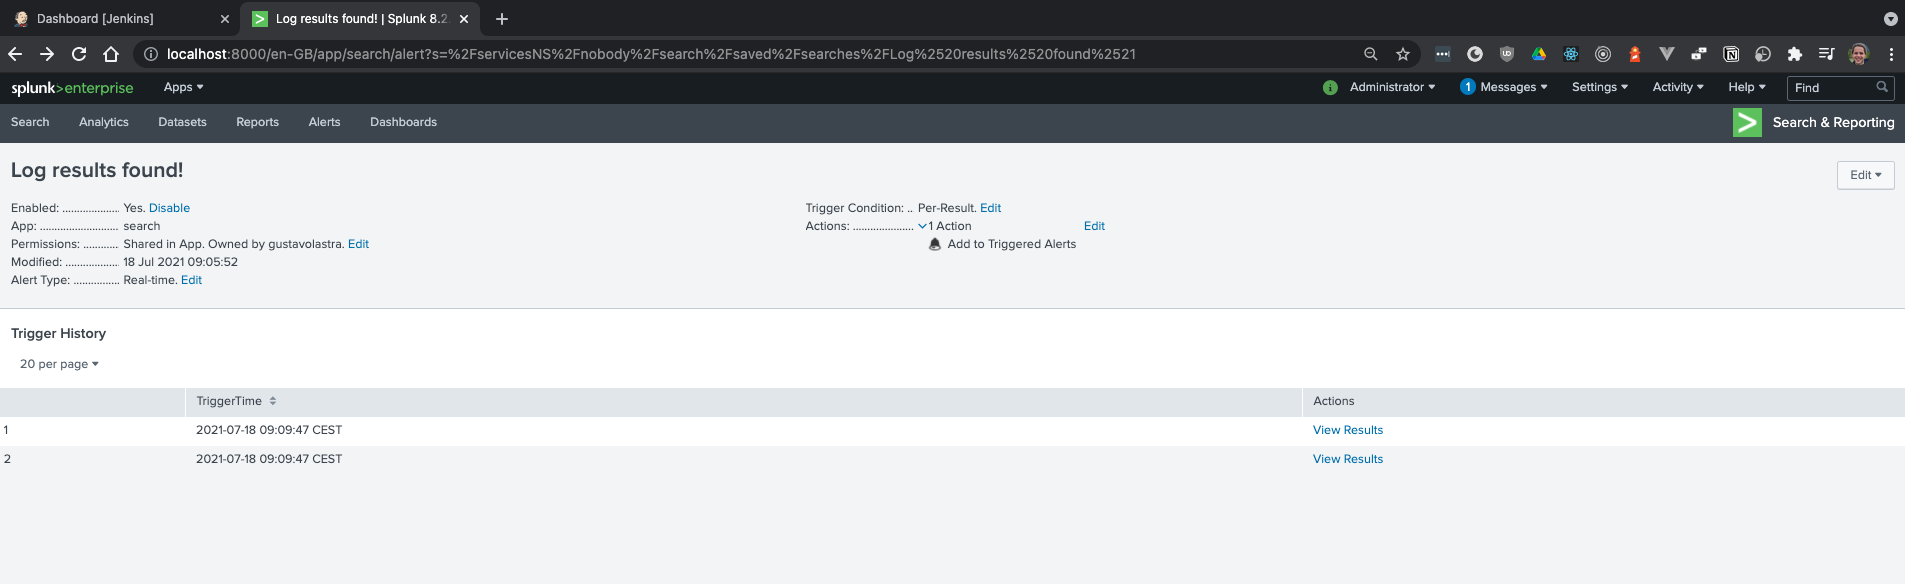 Dashboard [Jenkins]
Log results found! | Splunk 8.2
localhost:8000/en-GB/app/search/alert?s=%2FservicesNS%2Fnobody%2Fsearch%2Fsaved%2Fsearches%2FLog%2520results%2520found%2521
splunk>enterprise Apps
i Administrator 1 Messages Settings Activity Help Find
Search Analytics Datasets Reports Alerts Dashboards
Search & Reporting
Log results found!
Edit
Enabled: ................... Yes. Disable
App: .......................... search
Permissions: ............ Shared in App. Owned by gustavolastra. Edit
Modified: .................. 18 Jul 2021 09:05:52
Alert Type: ................ Real-time. Edit
Trigger Condition: .. Per-Result. Edit
Actions: ..................... 1 Action Edit
Add to Triggered Alerts
Trigger History
20 per page
TriggerTime Actions
1 2021-07-18 09:09:47 CEST View Results
2 2021-07-18 09:09:47 CEST View Results